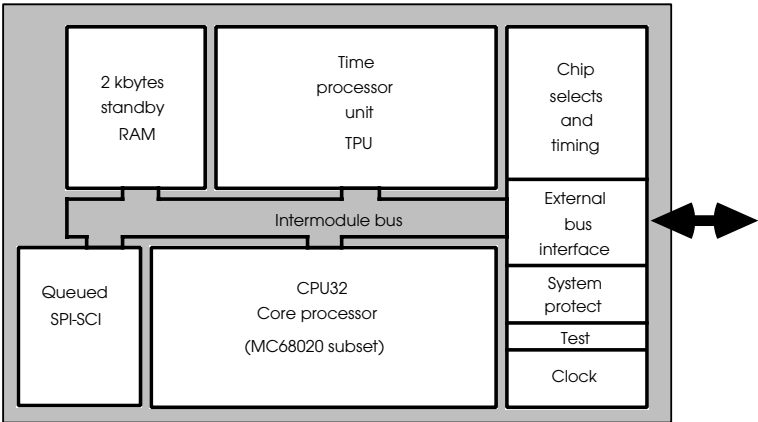 2 kbytes
standby
RAM
Time
processor
unit
TPU
Chip
selects
and
timing
External
bus
interface
Intermodule bus
Queued
SPI-SCI
CPU32
Core processor
(MC68020 subset)
System
protect
Test
Clock